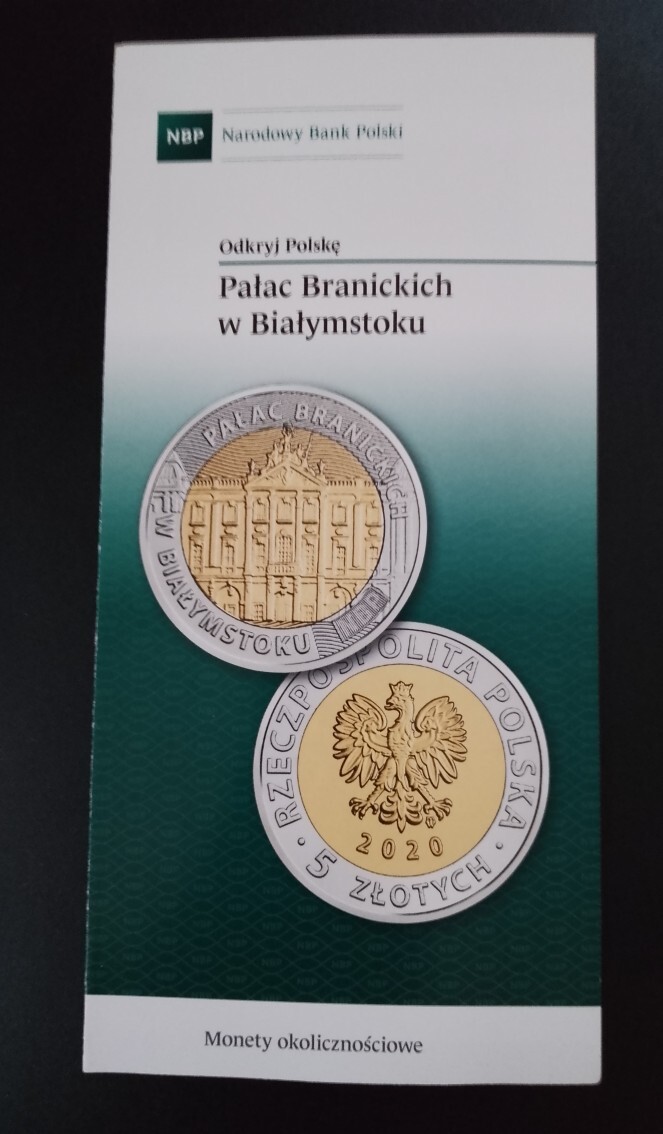 NBP
Narodowy Bank Polski
Odkryj Polskę
Pałac Branickich
w Białymstoku
PAŁAC BRANICKICH
W BIAŁYMSTOKU
RZECZPOSPOLITA POLSKA
2020
· 5 ZŁOTYCH ·
Monety okolicznościowe